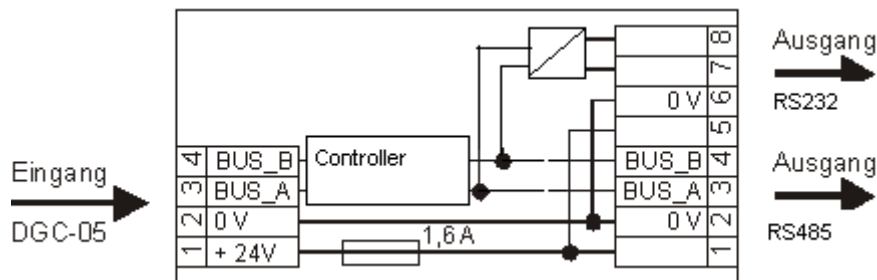 8
Ausgang
7
0 V 6
RS232
5
4 BUS_B Controller BUS_B 4
Ausgang
Eingang
3 BUS_A BUS_A 3
2 0 V 0 V 2
RS485
DGC-05
1,6 A
1 + 24V 1